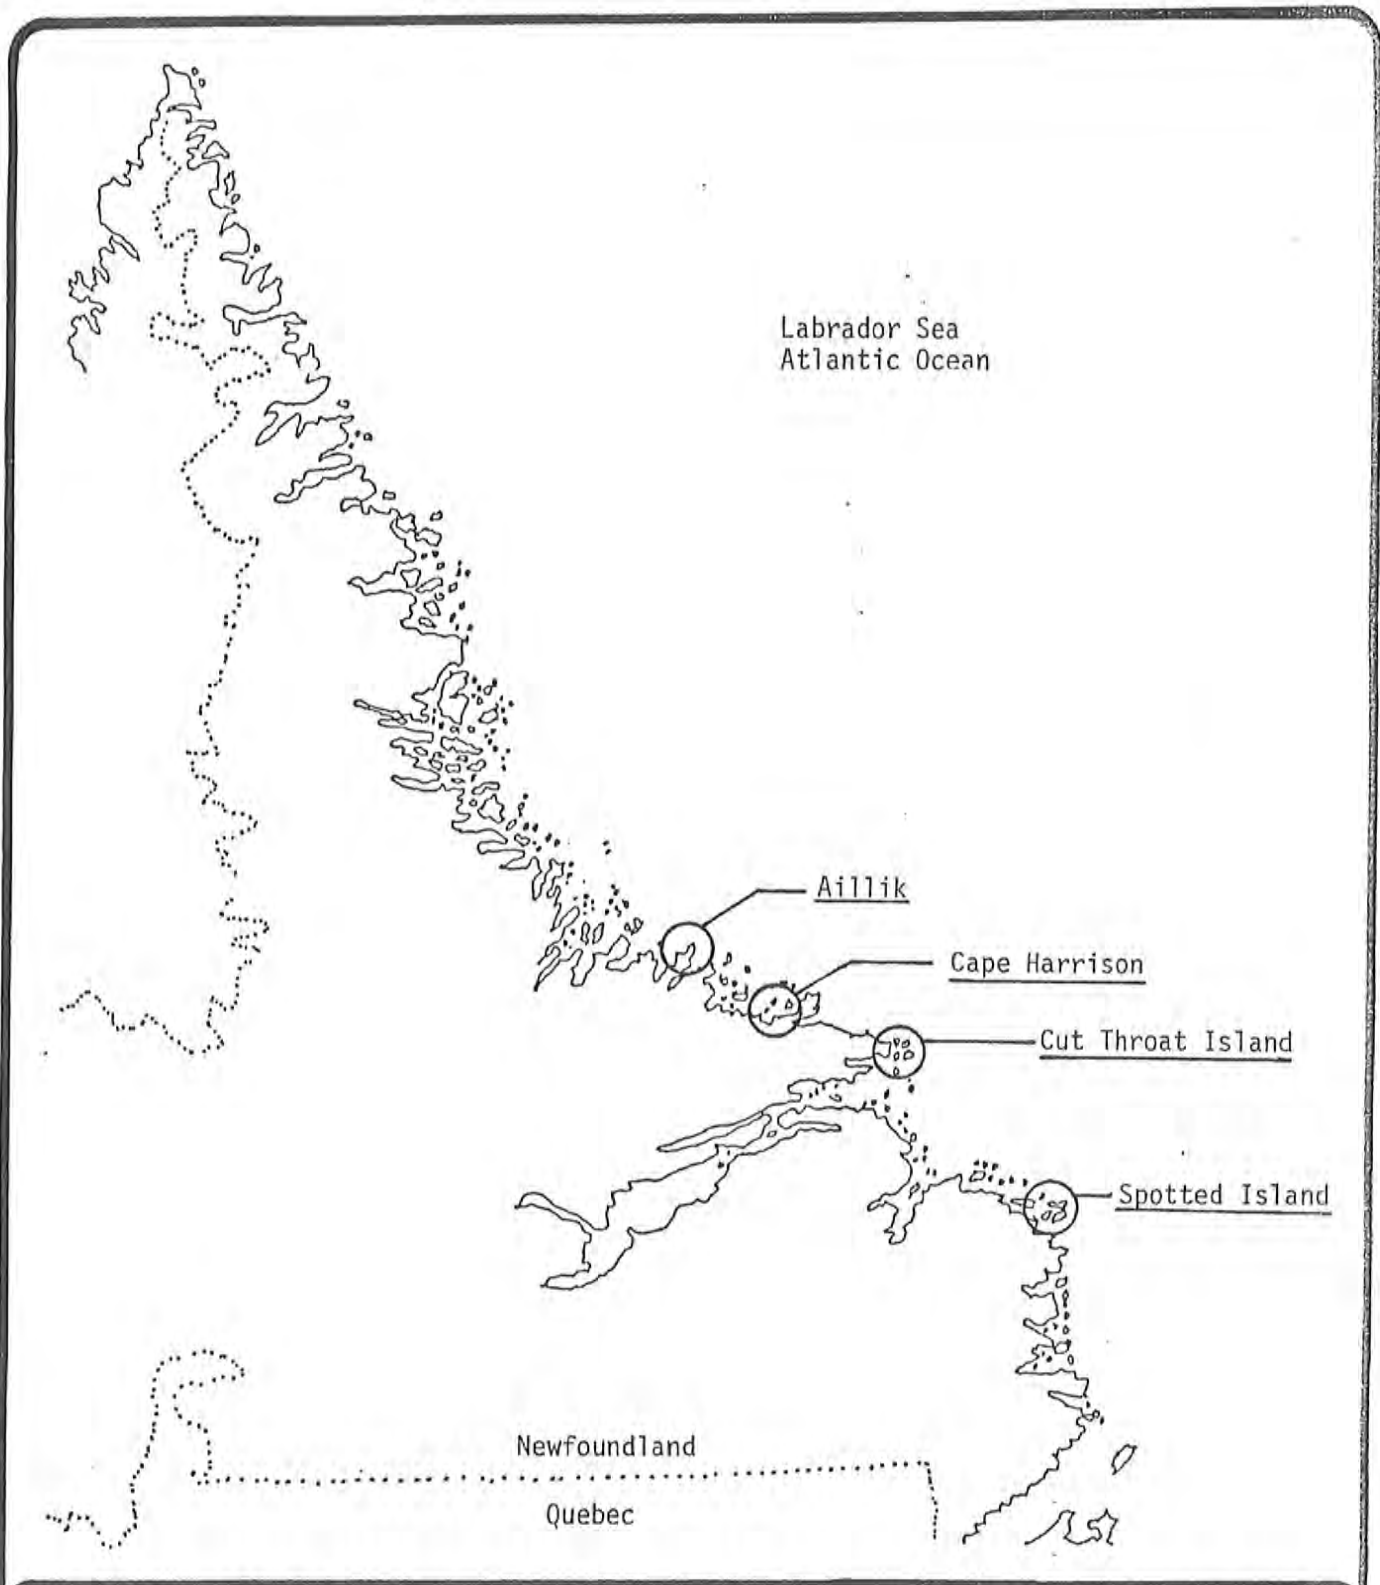 Labrador Sea
Atlantic Ocean
Aillik
Cape Harrison
Cut Throat Island
Spotted Island
Newfoundland
Quebec